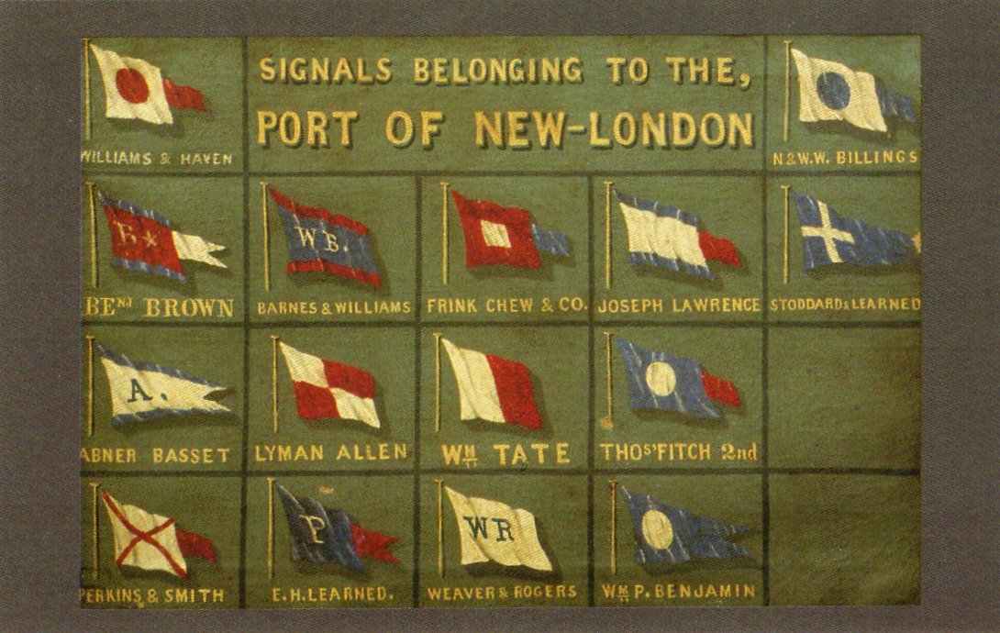 SIGNALS BELONGING TO THE,
PORT OF NEW-LONDON
WILLIAMS & HAVEN
N&W.W. BILLINGS
B*
W B.
BENJ BROWN
BARNES & WILLIAMS
FRINK CHEW & CO.
JOSEPH LAWRENCE
STODDARD & LEARNED
A.
ABNER BASSET
LYMAN ALLEN
WM TATE
THOS' FITCH 2nd
P
WR
PERKINS & SMITH
E.H.LEARNED.
WEAVER & ROGERS
WM P. BENJAMIN